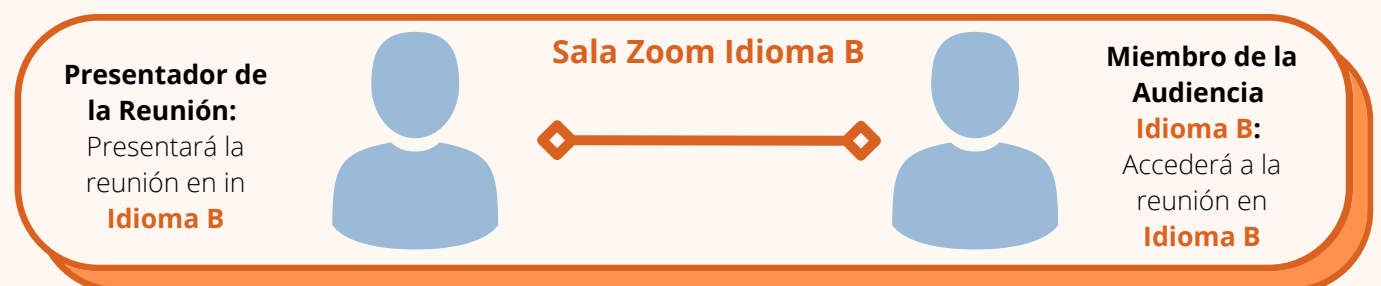 Presentador de
la Reunión:
Presentará la
reunión en in
Idioma B
Sala Zoom Idioma B
Miembro de la
Audiencia
Idioma B:
Accederá a la
reunión en
Idioma B